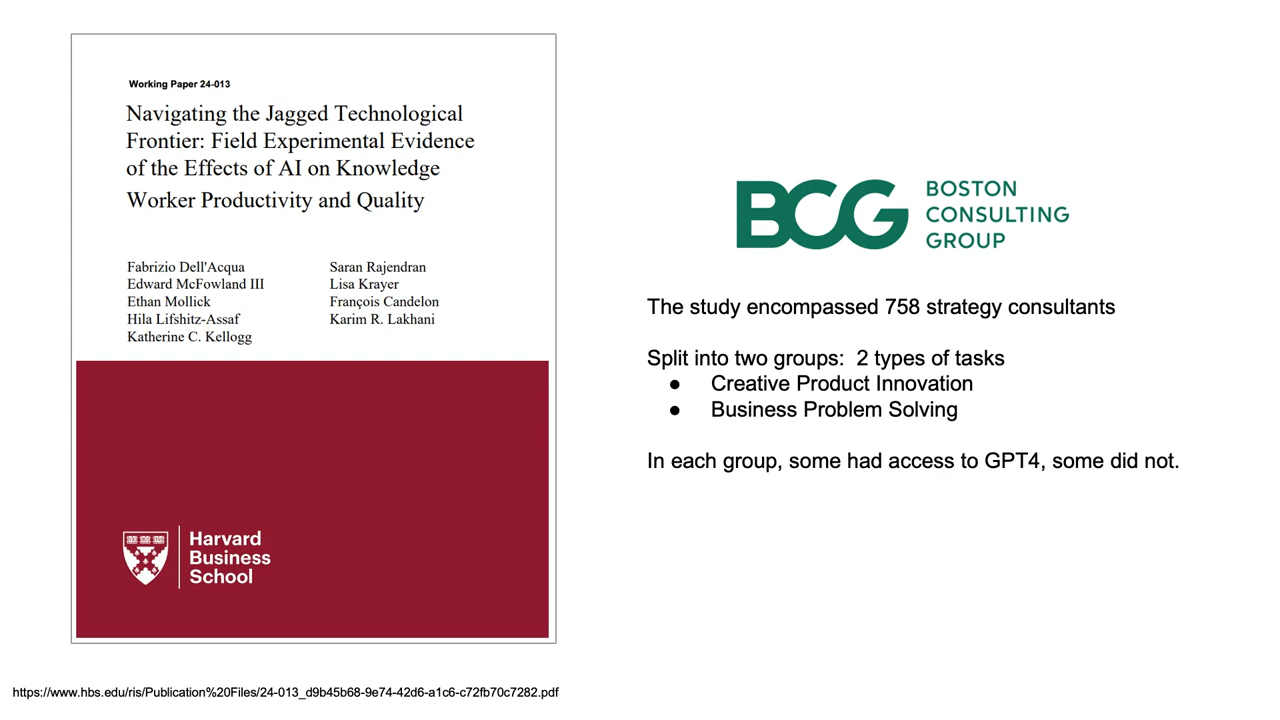 Working Paper 24-013
Navigating the Jagged Technological
Frontier: Field Experimental Evidence
of the Effects of AI on Knowledge
Worker Productivity and Quality
Fabrizio Dell'Acqua
Edward McFowland III
Ethan Mollick
Hila Lifshitz-Assaf
Katherine C. Kellogg
Saran Rajendran
Lisa Krayer
François Candelon
Karim R. Lakhani
Harvard
Business
School
https://www.hbs.edu/ris/Publication%20Files/24-013_d9b45b68-9e74-42d6-a1c6-c72fb70c7282.pdf
BCG
BOSTON
CONSULTING
GROUP
The study encompassed 758 strategy consultants
Split into two groups:  2 types of tasks
● Creative Product Innovation
● Business Problem Solving
In each group, some had access to GPT4, some did not.